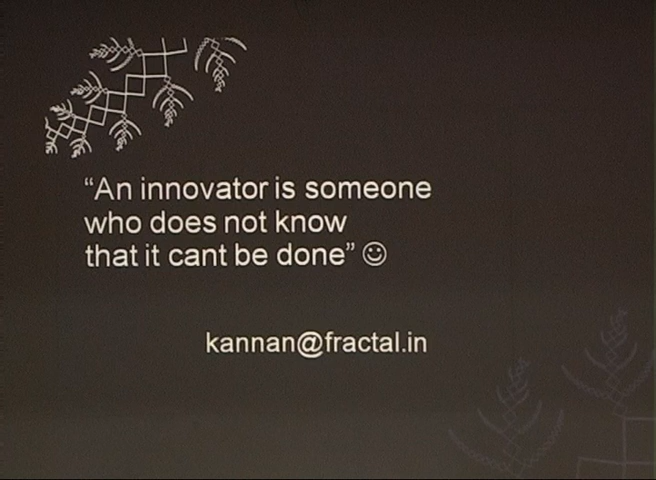 “An innovator is someone
who does not know
that it cant be done” ☺
kannan@fractal.in